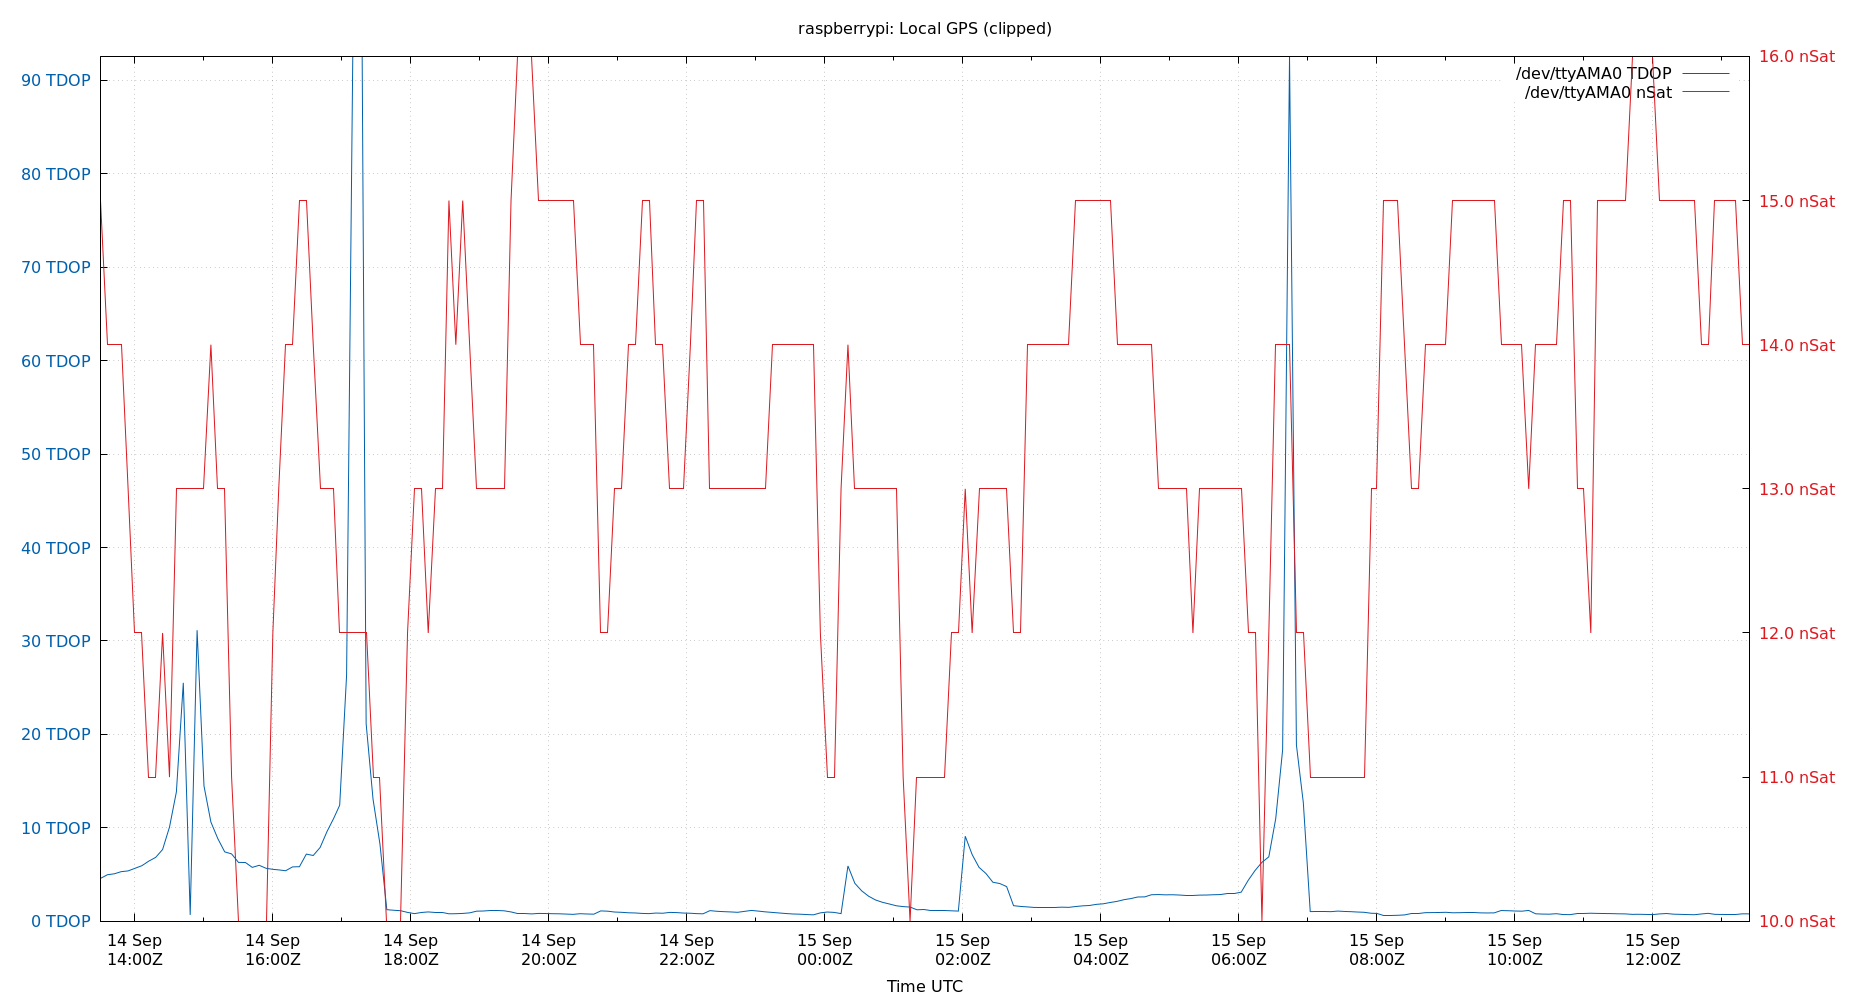 raspberrypi: Local GPS (clipped)
/dev/ttyAMA0 TDOP
/dev/ttyAMA0 nSat
90 TDOP
80 TDOP
70 TDOP
60 TDOP
50 TDOP
40 TDOP
30 TDOP
20 TDOP
10 TDOP
0 TDOP
16.0 nSat
15.0 nSat
14.0 nSat
13.0 nSat
12.0 nSat
11.0 nSat
10.0 nSat
14 Sep
14:00Z
14 Sep
16:00Z
14 Sep
18:00Z
14 Sep
20:00Z
14 Sep
22:00Z
15 Sep
00:00Z
15 Sep
02:00Z
15 Sep
04:00Z
15 Sep
06:00Z
15 Sep
08:00Z
15 Sep
10:00Z
15 Sep
12:00Z
Time UTC